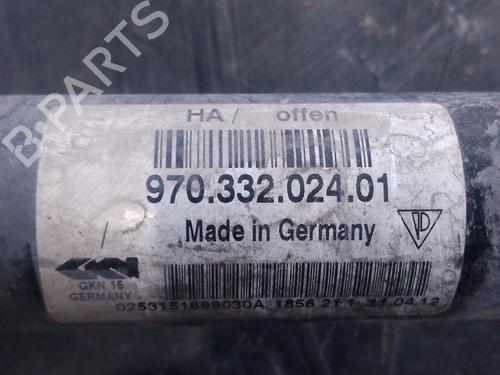 B-PARTS
HA/ offen
970.332.024.01
Made in Germany
GKN 15
GERMANY
0253151699030A 1856 21 1 11.04.12